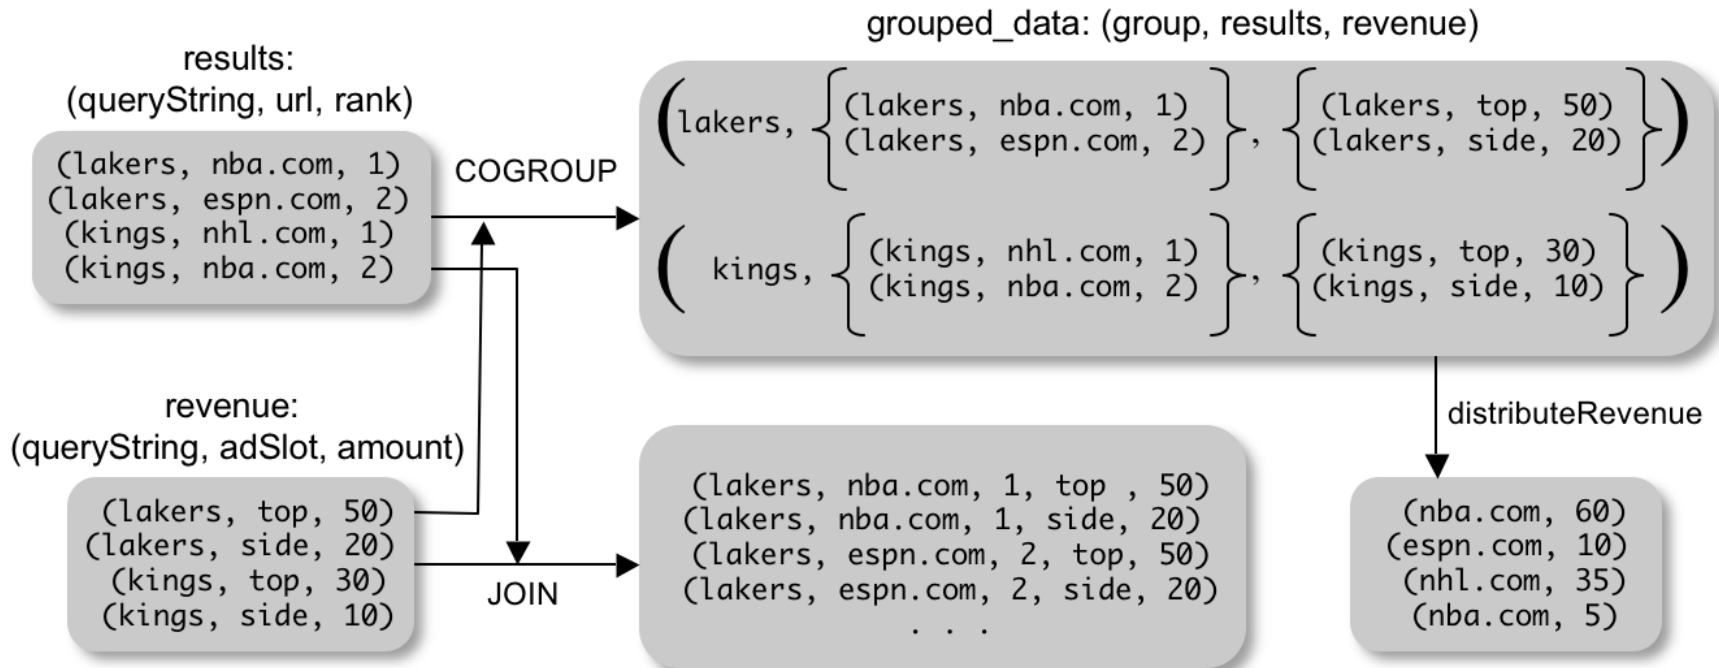 results:
(queryString, url, rank)
(lakers, nba.com, 1)
(lakers, espn.com, 2)
(kings, nhl.com, 1)
(kings, nba.com, 2)
COGROUP
grouped_data: (group, results, revenue)
(lakers, {(lakers, nba.com, 1)
(lakers, espn.com, 2)}, {(lakers, top, 50)
(lakers, side, 20)})
( kings, {(kings, nhl.com, 1)
(kings, nba.com, 2)}, {(kings, top, 30)
(kings, side, 10)})
revenue:
(queryString, adSlot, amount)
(lakers, top, 50)
(lakers, side, 20)
(kings, top, 30)
(kings, side, 10)
JOIN
(lakers, nba.com, 1, top , 50)
(lakers, nba.com, 1, side, 20)
(lakers, espn.com, 2, top, 50)
(lakers, espn.com, 2, side, 20)
. . .
distributeRevenue
(nba.com, 60)
(espn.com, 10)
(nhl.com, 35)
(nba.com, 5)